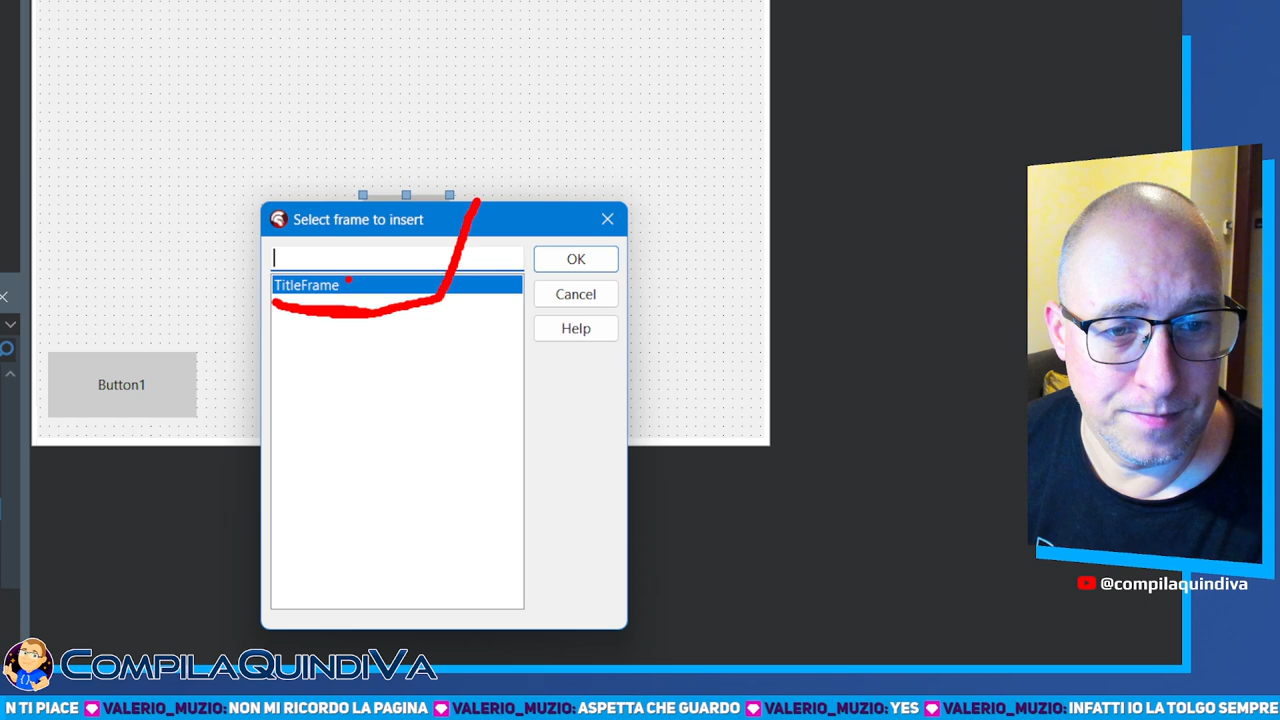 Select frame to insert
OK
TitleFrame
Cancel
Help
Button1
@compilaquindiva
COMPILAQUINDIVA
N TI PIACE VALERIO_MUZIO: NON MI RICORDO LA PAGINA VALERIO_MUZIO: ASPETTA CHE GUARDO VALERIO_MUZIO: YES VALERIO_MUZIO: INFATTI IO LA TOLGO SEMPRE